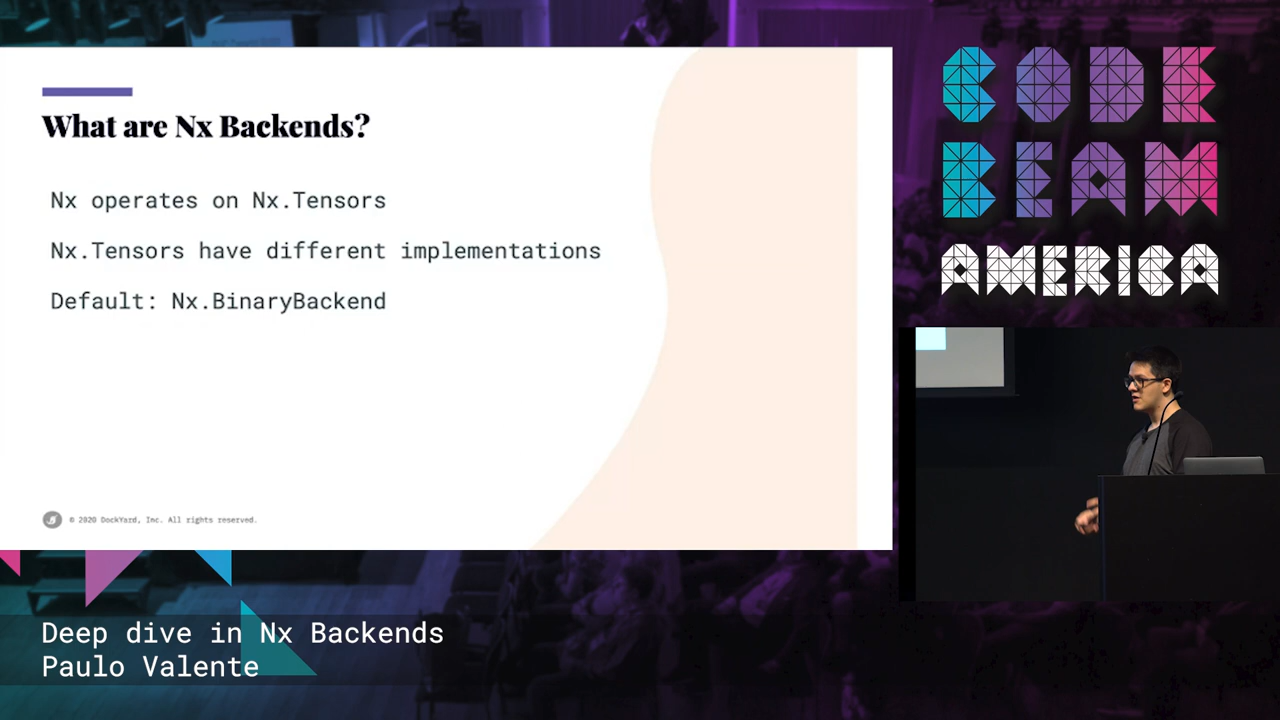 What are Nx Backends?
Nx operates on Nx.Tensors
Nx.Tensors have different implementations
Default: Nx.BinaryBackend
© 2020 DockYard, Inc. All rights reserved.
CODE
BEAM
AMERICA
Deep dive in Nx Backends
Paulo Valente